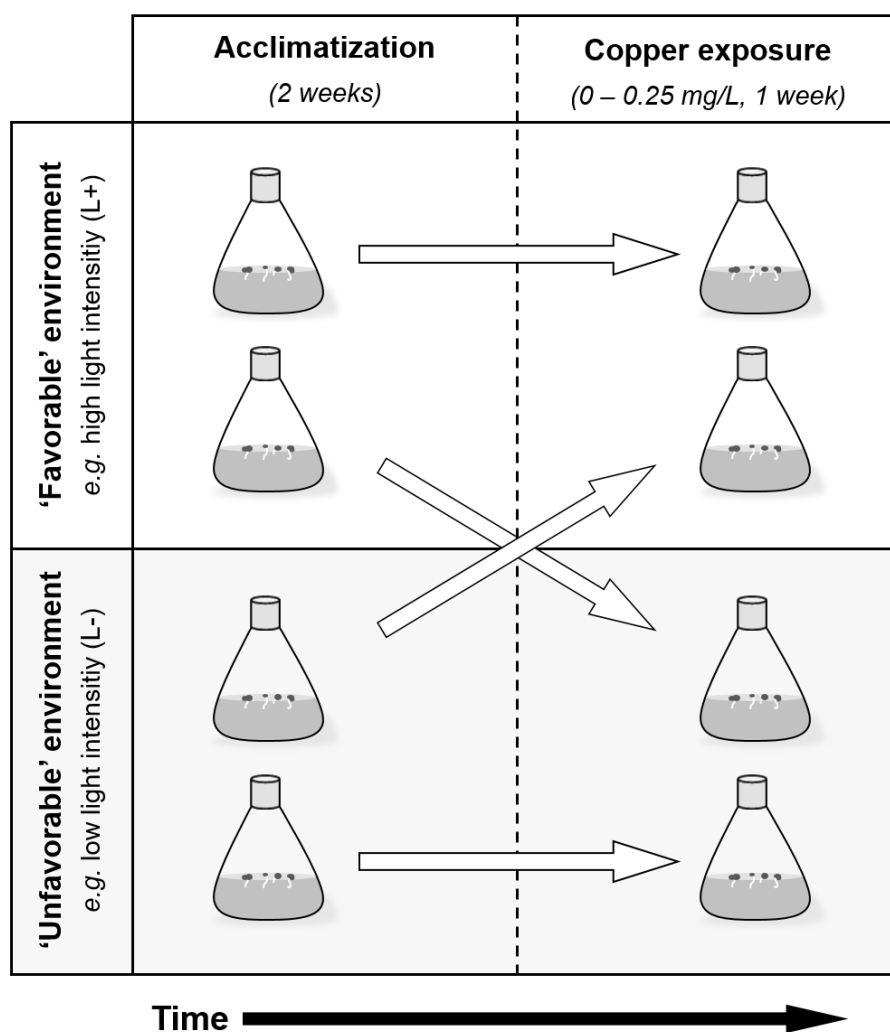 Acclimatization
(2 weeks)
Copper exposure
(0 – 0.25 mg/L, 1 week)
‘Favorable’ environment
e.g. high light intensitiy (L+)
‘Unfavorable’ environment
e.g. low light intensitiy (L-)
Time